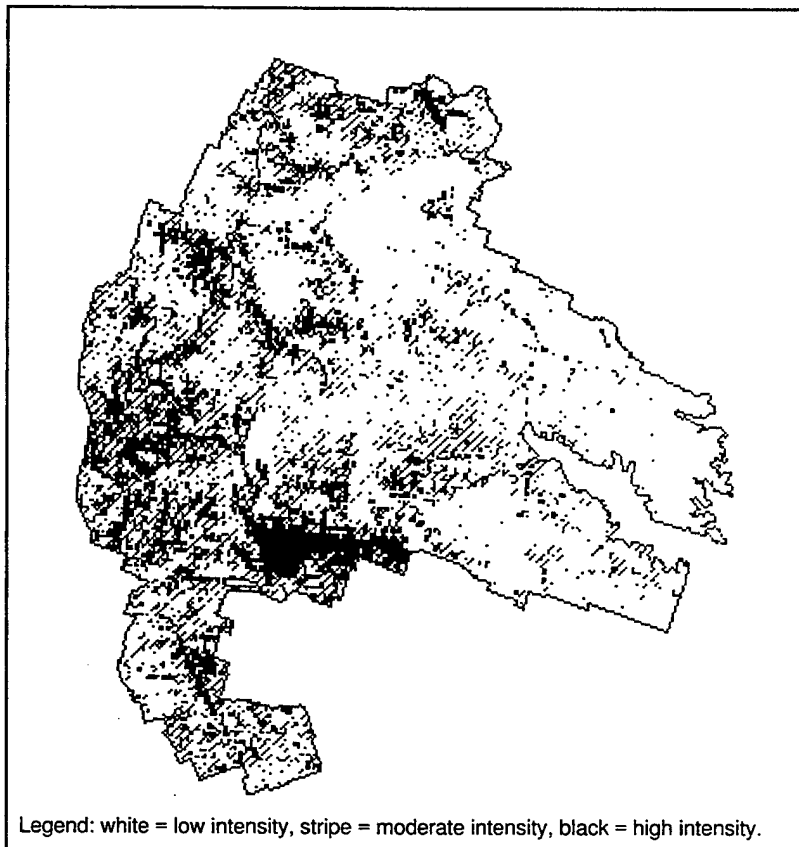 Legend: white = low intensity, stripe = moderate intensity, black = high intensity.